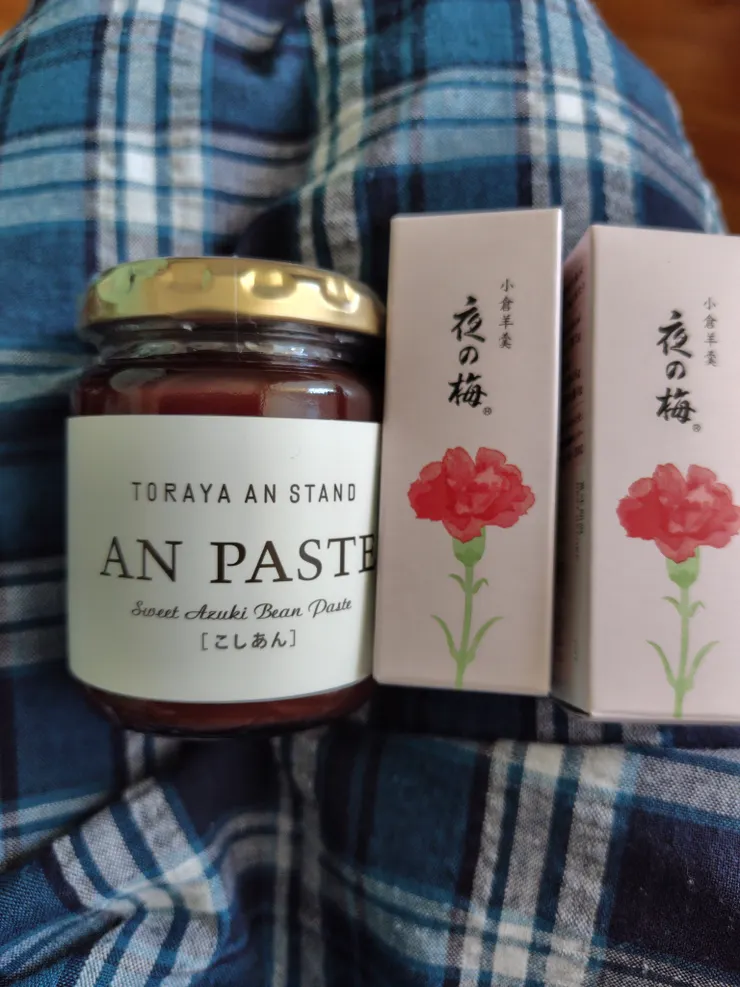 TORAYA AN STAND
AN PASTE
Sweet Azuki Bean Paste
[こしあん]
小倉羊羹
夜の梅®
小倉羊羹
夜の梅®